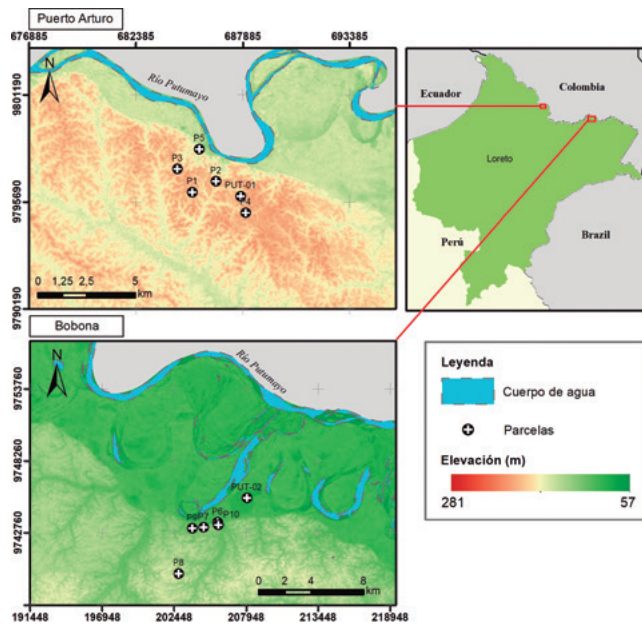 Puerto Arturo
676885 682385 687885 693385
9801190
9795690
9790190
N
Río Putumayo
P5
P3
P2
P1
PUT-01
P4
0 1,25 2,5 5
km
Ecuador
Colombia
Loreto
Perú
Brazil
Bobona
9753760
9748260
9742760
N
Río Putumayo
PUT-02
P6
P7
P10
P8
0 2 4 8
km
191448 196948 202448 207948 213448 218948
Leyenda
Cuerpo de agua
Parcelas
Elevación (m)
281 57